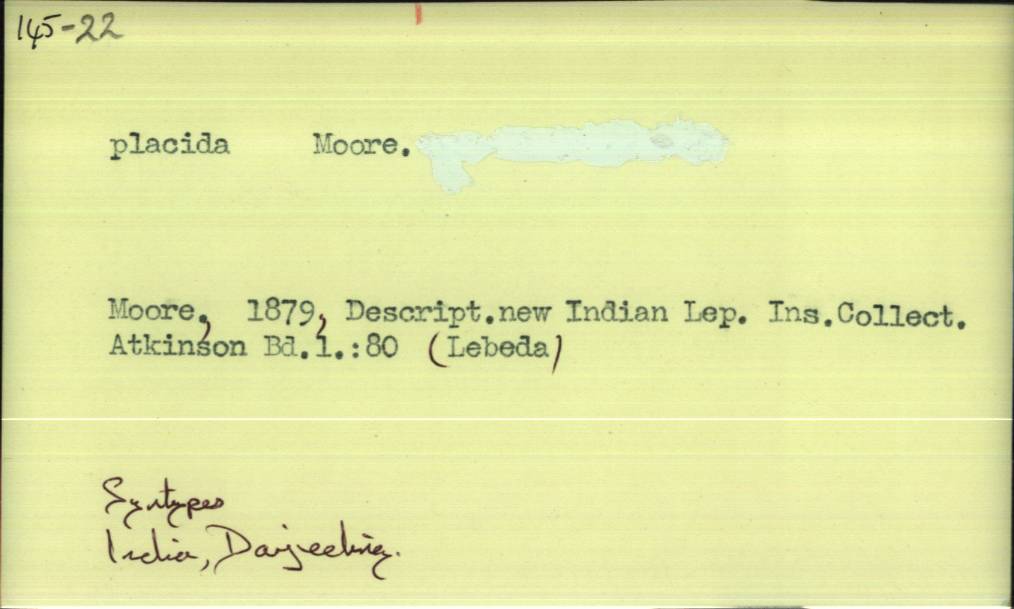 145-22
placida Moore.
Moore, 1879, Descript.new Indian Lep. Ins.Collect.
Atkinson Bd.1.:80 (Lebeda)
Syntypes
India, Darjeeling.